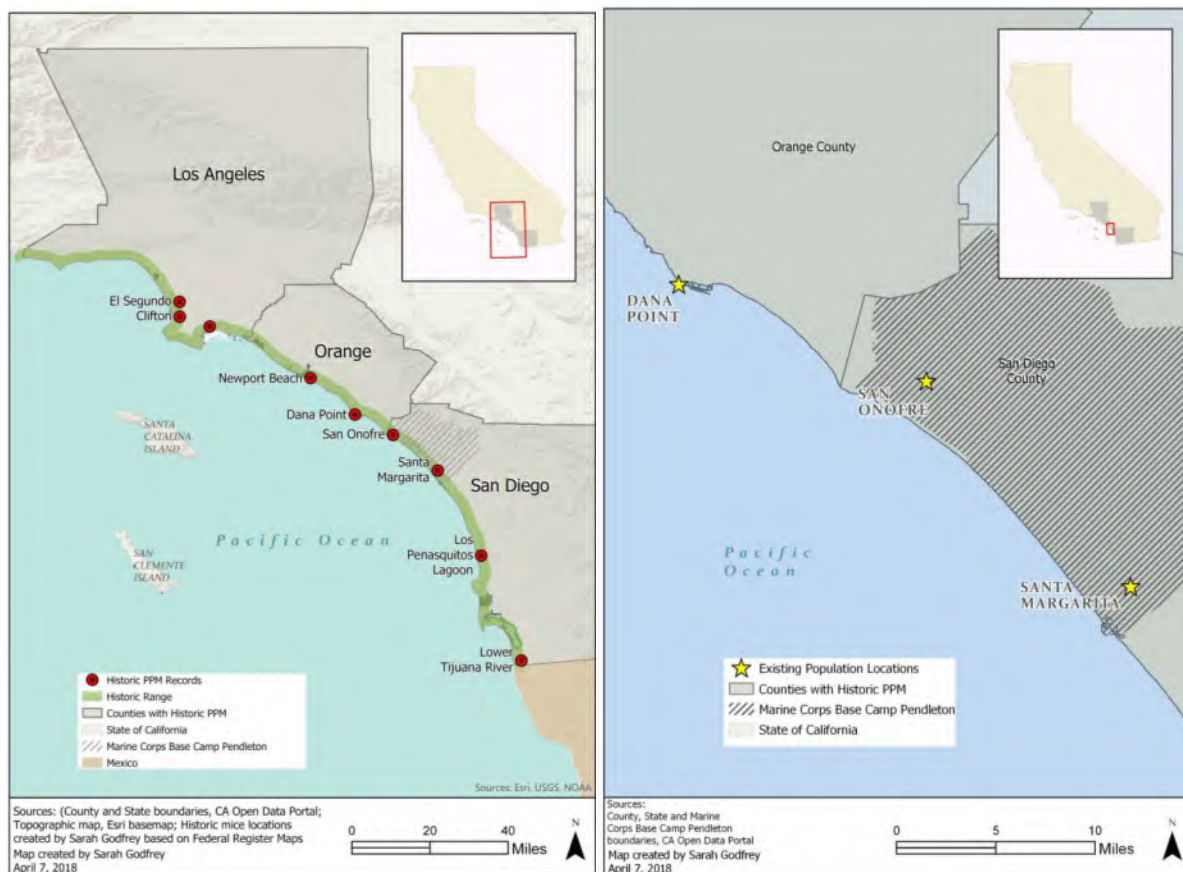 Los Angeles
El Segundo
Clifton
Orange
Newport Beach
Dana Point
San Onofre
SANTA
CATALINA
ISLAND
Santa
Margarita
San Diego
Pacific Ocean
SAN
CLEMENTE
ISLAND
Los
Penasquitos
Lagoon
Lower
Tijuana River
Historic PPM Records
Historic Range
Counties with Historic PPM
State of California
Marine Corps Base Camp Pendleton
Mexico
Sources: Esri, USGS, NOAA
Sources: (County and State boundaries, CA Open Data Portal;
Topographic map, Esri basemap; Historic mice locations
created by Sarah Godfrey based on Federal Register Maps
Map created by Sarah Godfrey
April 7, 2018
0 20 40
Miles
N
Orange County
DANA
POINT
San Diego
County
SAN
ONOFRE
Pacific
Ocean
SANTA
MARGARITA
Existing Population Locations
Counties with Historic PPM
Marine Corps Base Camp Pendleton
State of California
Sources:
County, State and Marine
Corps Base Camp Pendleton
boundaries, CA Open Data Portal
Map created by Sarah Godfrey
April 7, 2018
0 5 10
Miles
N